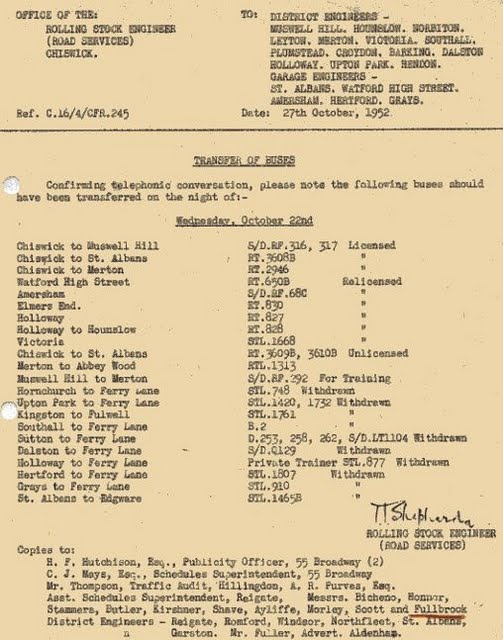 OFFICE OF THE:
ROLLING STOCK ENGINEER
(ROAD SERVICES)
CHISWICK.
TO: DISTRICT ENGINEERS -
MUSWELL HILL. HOUNSLOW. NORBITON.
LEYTON. MERTON. VICTORIA. SOUTHALL.
PLUMSTEAD. CROYDON. BARKING. DALSTON
HOLLOWAY. UPTON PARK. HENDON.
GARAGE ENGINEERS -
ST. ALBANS. WATFORD HIGH STREET.
AMERSHAM. HERTFORD. GRAYS.
Ref. C.16/4/CFR.245 Date: 27th October, 1952.
TRANSFER OF BUSES
Confirming telephonic conversation, please note the following buses should
have been transferred on the night of:-
Wednesday, October 22nd
Chiswick to Muswell Hill S/D.RF.316, 317 Licensed
Chiswick to St. Albans RT.3608B "
Chiswick to Merton RT.2946 "
Watford High Street RT.650B Relicensed
Amersham S/D.RF.68C "
Elmers End. RT.830 "
Holloway RT.827 "
Holloway to Hounslow RT.828 "
Victoria STL.1668 "
Chiswick to St. Albans RT.3609B, 3610B Unlicensed
Merton to Abbey Wood RTL.1313
Muswell Hill to Merton S/D.RF.292 For Training
Hornchurch to Ferry Lane STL.748 Withdrawn
Upton Park to Ferry Lane STL.1420, 1732 Withdrawn
Kingston to Fulwell STL.1761 "
Southall to Ferry Lane B.2 "
Sutton to Ferry Lane D.253, 258, 262, S/D.LT1104 Withdrawn
Dalston to Ferry Lane S/D.Q129 Withdrawn
Holloway to Ferry Lane Private Trainer STL.877 Withdrawn
Hertford to Ferry Lane STL.1807 Withdrawn
Grays to Ferry Lane STL.910 "
St. Albans to Edgware STL.1465B "
TTShepherd
ROLLING STOCK ENGINEER
(ROAD SERVICES)
Copies to:
H. F. Hutchison, Esq., Publicity Officer, 55 Broadway (2)
C. J. Mays, Esq., Schedules Superintendent, 55 Broadway
Mr. Thompson, Traffic Audit, Hillingdon, A. R. Purves, Esq.
Asst. Schedules Superintendent, Reigate, Messrs. Bicheno, Honnor,
Stammers, Butler, Kirshner, Shave, Ayliffe, Morley, Scott and Fullbrook
District Engineers - Reigate, Romford, Windsor, Northfleet, St. Albans,
" Garston. Mr. Fuller, Advert. Aldenham.